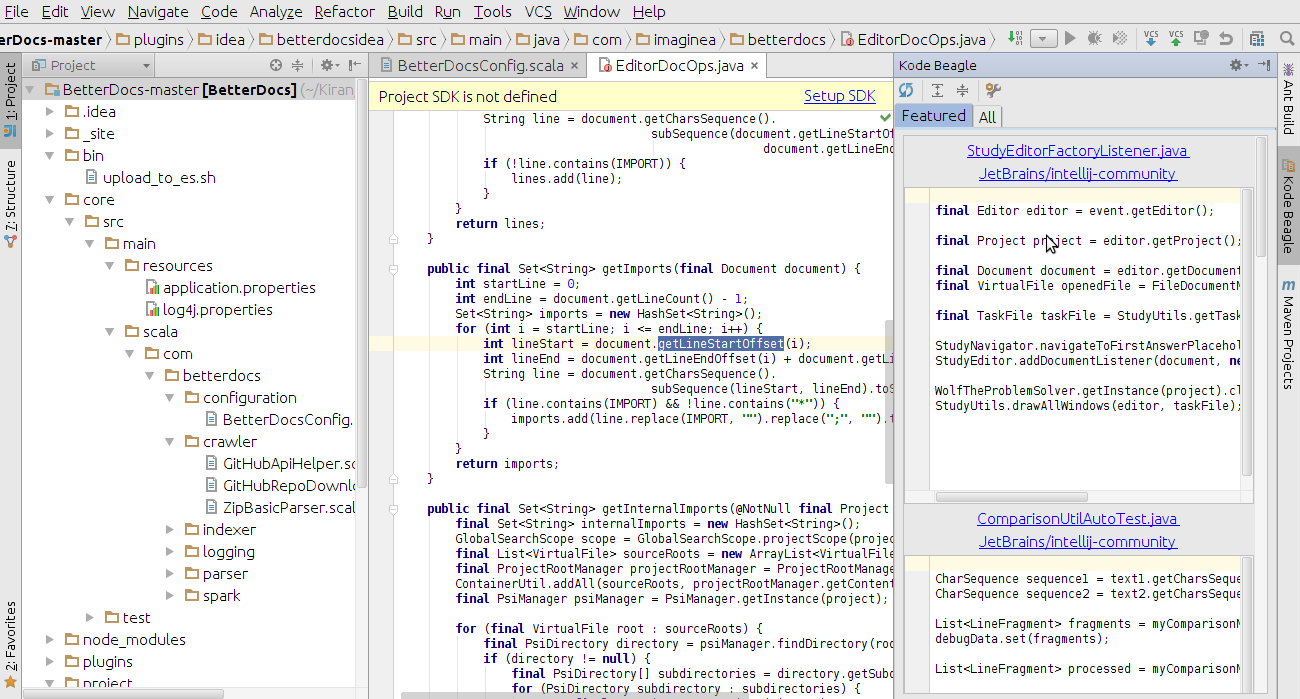 File Edit View Navigate Code Analyze Refactor Build Run Tools VCS Window Help
erDocs-master plugins idea betterdocsidea src main java com imaginea betterdocs EditorDocOps.java VCS VCS
1: Project
7: Structure
2: Favorites
Project
BetterDocs-master [BetterDocs] (~/Kiran
.idea
_site
bin
upload_to_es.sh
core
src
main
resources
application.properties
log4j.properties
scala
com
betterdocs
configuration
BetterDocsConfig.
crawler
GitHubApiHelper.sc
GitHubRepoDownlo
ZipBasicParser.scal
indexer
logging
parser
spark
test
node_modules
plugins
project
BetterDocsConfig.scala × EditorDocOps.java ×
Project SDK is not defined Setup SDK
String line = document.getCharsSequence().
subSequence(document.getLineStartOf
document.getLineEnd
if (!line.contains(IMPORT)) {
lines.add(line);
}
}
return lines;
}
public final Set<String> getImports(final Document document) {
int startLine = 0;
int endLine = document.getLineCount() - 1;
Set<String> imports = new HashSet<String>();
for (int i = startLine; i <= endLine; i++) {
int lineStart = document.getLineStartOffset(i);
int lineEnd = document.getLineEndOffset(i) + document.getLi
String line = document.getCharsSequence().
subSequence(lineStart, lineEnd).toS
if (line.contains(IMPORT) && !line.contains("*")) {
imports.add(line.replace(IMPORT, "").replace(";", "").t
}
}
return imports;
}
public final Set<String> getInternalImports(@NotNull final Project
final Set<String> internalImports = new HashSet<String>();
GlobalSearchScope scope = GlobalSearchScope.projectScope(proje
final List<VirtualFile> sourceRoots = new ArrayList<VirtualFile
final ProjectRootManager projectRootManager = ProjectRootManage
ContainerUtil.addAll(sourceRoots, projectRootManager.getContent
final PsiManager psiManager = PsiManager.getInstance(project);
for (final VirtualFile root : sourceRoots) {
final PsiDirectory directory = psiManager.findDirectory(roo
if (directory != null) {
final PsiDirectory[] subdirectories = directory.getSubd
for (PsiDirectory subdirectory : subdirectories) {
Kode Beagle
Featured All
StudyEditorFactoryListener.java
JetBrains/intellij-community
final Editor editor = event.getEditor();
final Project project = editor.getProject();
final Document document = editor.getDocument
final VirtualFile openedFile = FileDocumentM
final TaskFile taskFile = StudyUtils.getTask
StudyNavigator.navigateToFirstAnswerPlacehol
StudyEditor.addDocumentListener(document, ne
WolfTheProblemSolver.getInstance(project).cl
StudyUtils.drawAllWindows(editor, taskFile);
ComparisonUtilAutoTest.java
JetBrains/intellij-community
CharSequence sequence1 = text1.getCharsSeque
CharSequence sequence2 = text2.getCharsSeque
List<LineFragment> fragments = myComparisonM
debugData.set(fragments);
List<LineFragment> processed = myComparisonM
Ant Build
Kode Beagle
m Maven Projects